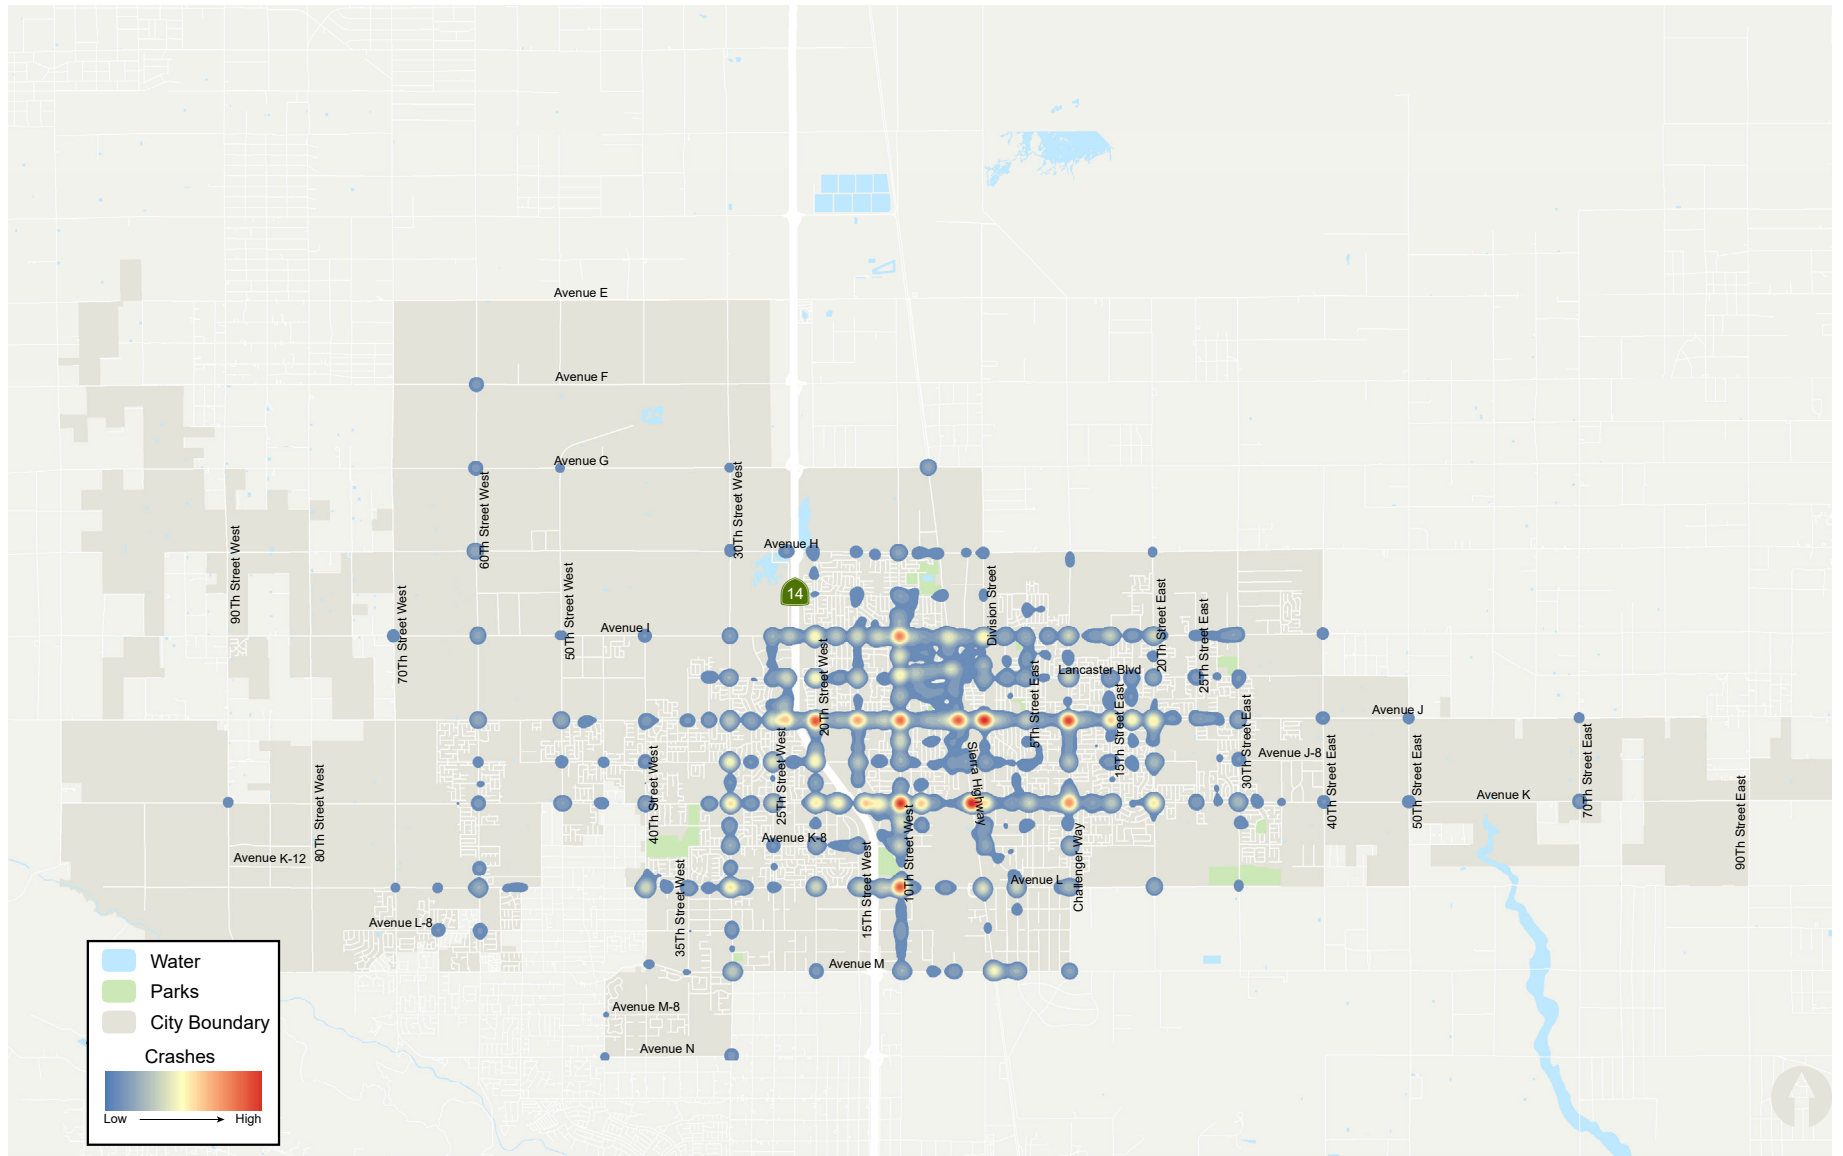 Avenue E
Avenue F
Avenue G
60Th Street West
30Th Street West
90Th Street West
Avenue H
50Th Street West
70Th Street West
14
Division Street
20Th Street East
25Th Street East
Avenue I
20Th Street West
5Th Street East
Lancaster Blvd
15Th Street East
30Th Street East
Avenue J
Avenue J-8
40Th Street East
50Th Street East
70Th Street East
90Th Street East
80Th Street West
40Th Street West
25Th Street West
Sierra Highway
Avenue K
10Th Street West
Avenue K-8
Avenue K-12
35Th Street West
15Th Street West
Avenue L
Challenger Way
Avenue L-8
Avenue M
Avenue M-8
Avenue N
Water
Parks
City Boundary
Crashes
Low
High